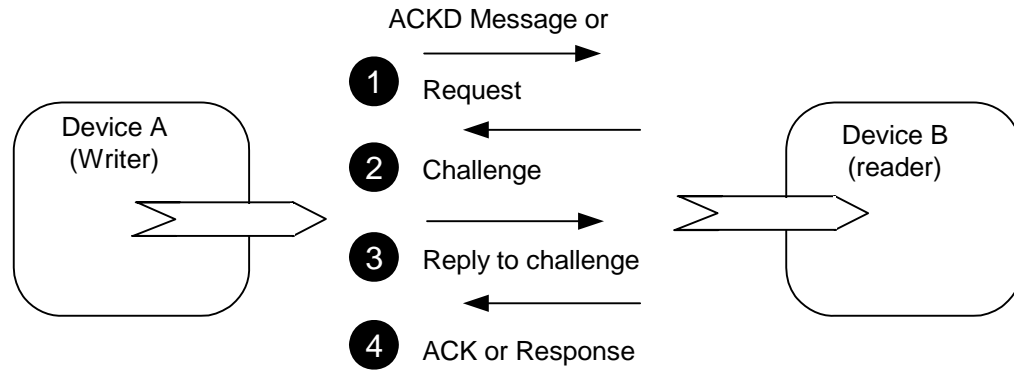 ACKD Message or
1 Request
Device A
(Writer)
2 Challenge
Device B
(reader)
3 Reply to challenge
4 ACK or Response